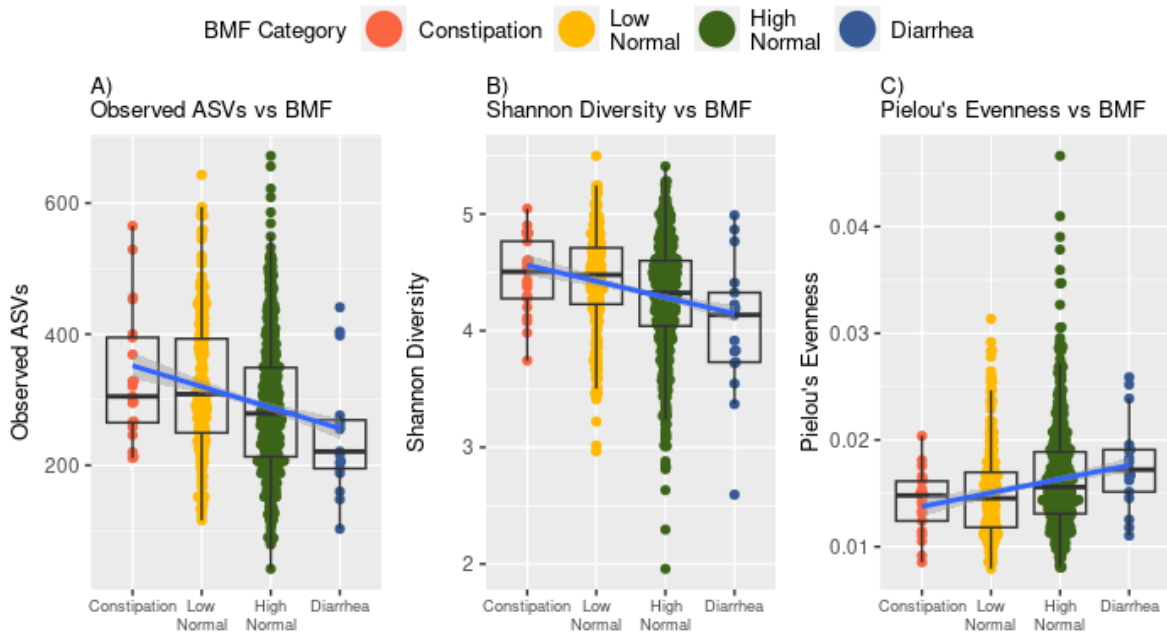 BMF Category
Constipation
Low
Normal
High
Normal
Diarrhea
A)
Observed ASVs vs BMF
Observed ASVs
600
400
200
Constipation
Low
Normal
High
Normal
Diarrhea
B)
Shannon Diversity vs BMF
Shannon Diversity
5
4
3
2
Constipation
Low
Normal
High
Normal
Diarrhea
C)
Pielou's Evenness vs BMF
Pielou's Evenness
0.04
0.03
0.02
0.01
Constipation
Low
Normal
High
Normal
Diarrhea